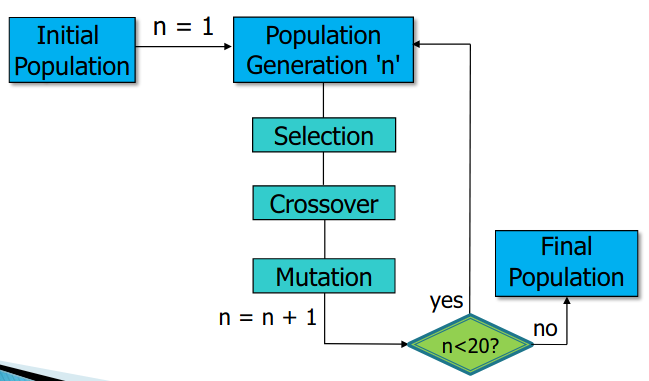 Initial
Population
n = 1
Population
Generation 'n'
Selection
Crossover
Mutation
n = n + 1
n<20?
yes
no
Final
Population